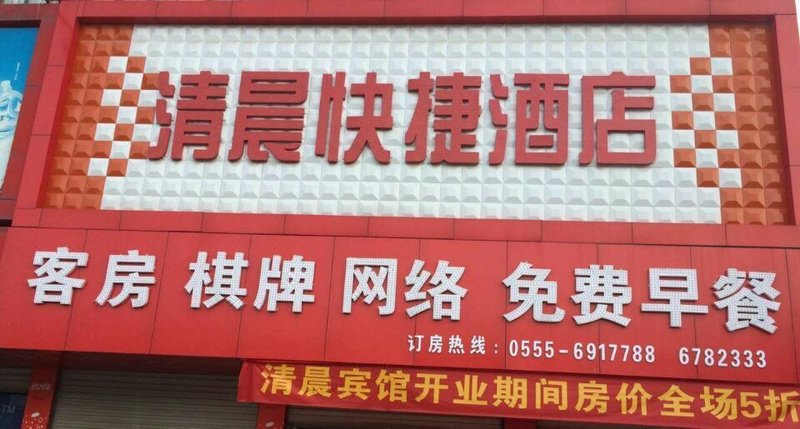 清晨快捷酒店
客房 棋牌 网络 免费早餐
订房热线：0555-6917788 6782333
清晨宾馆开业期间房价全场5折
TM